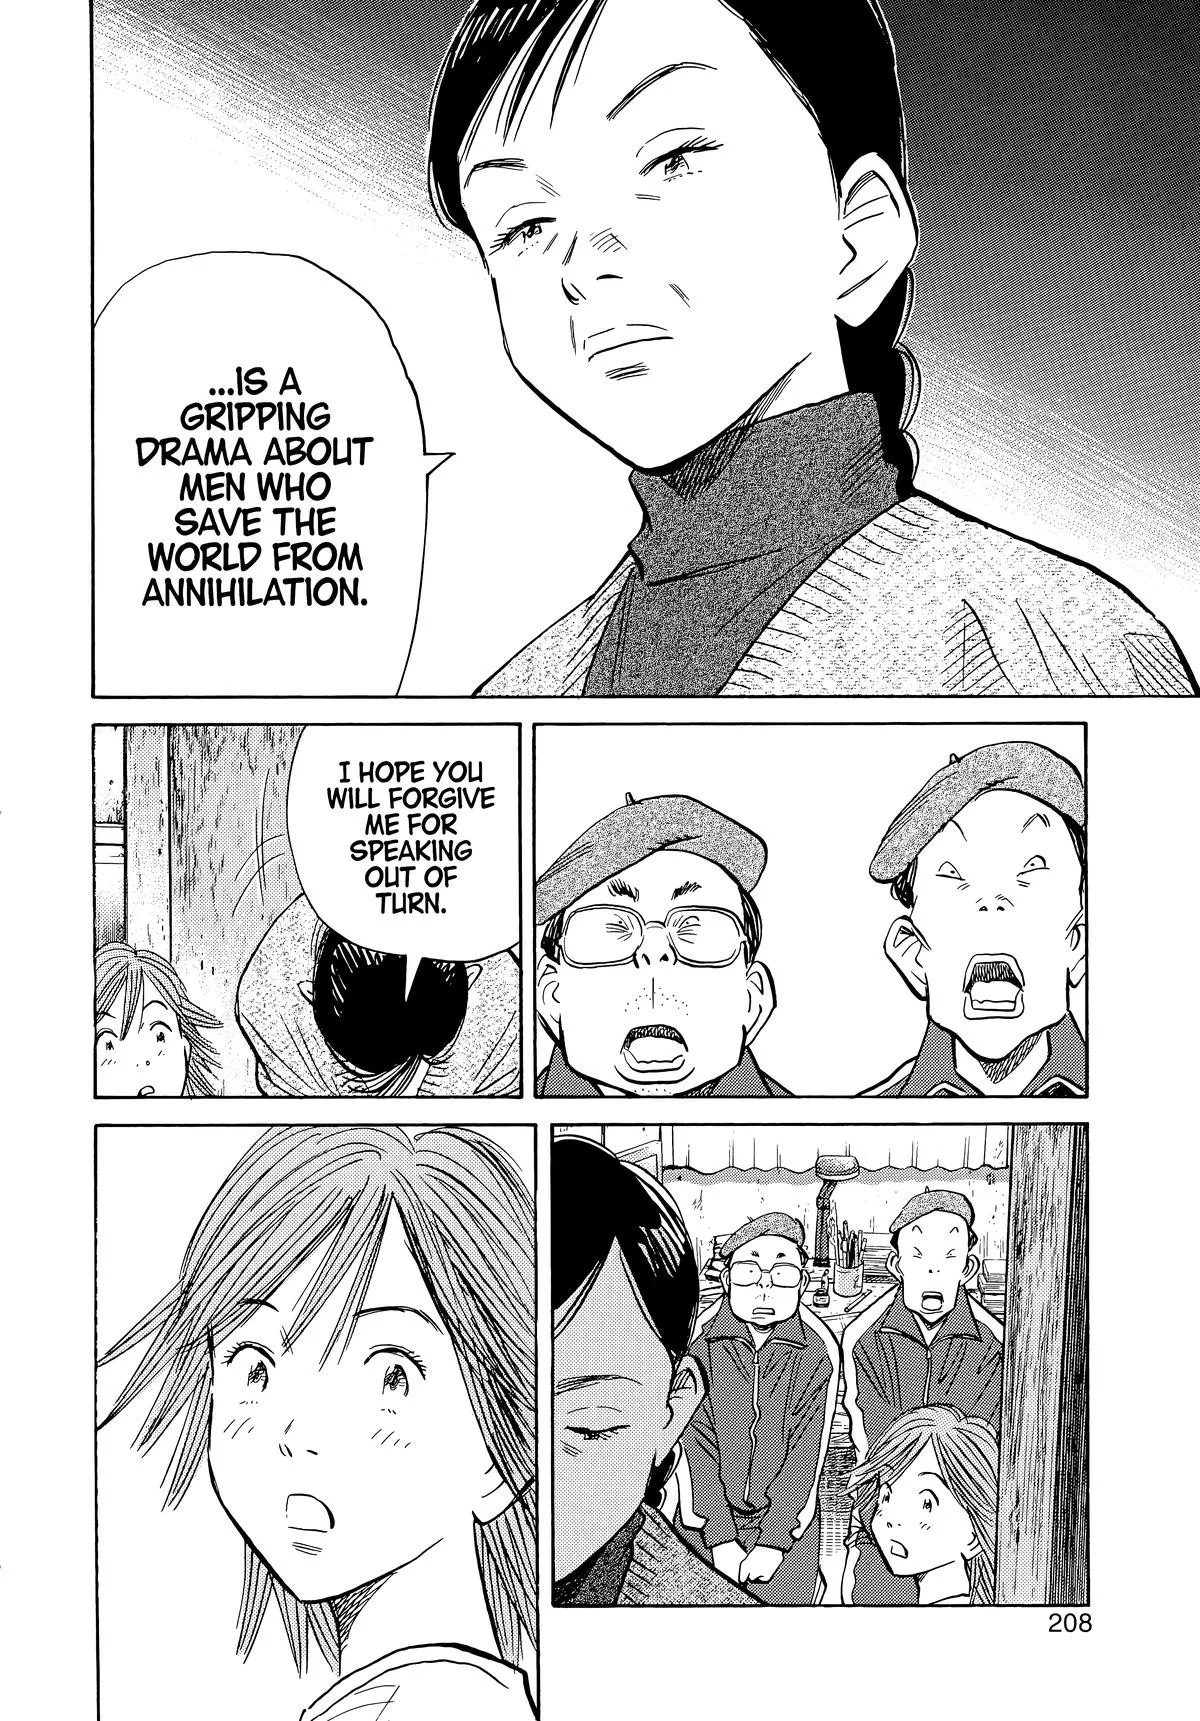 ...IS A
GRIPPING
DRAMA ABOUT
MEN WHO
SAVE THE
WORLD FROM
ANNIHILATION.
I HOPE YOU
WILL FORGIVE
ME FOR
SPEAKING
OUT OF
TURN.
208